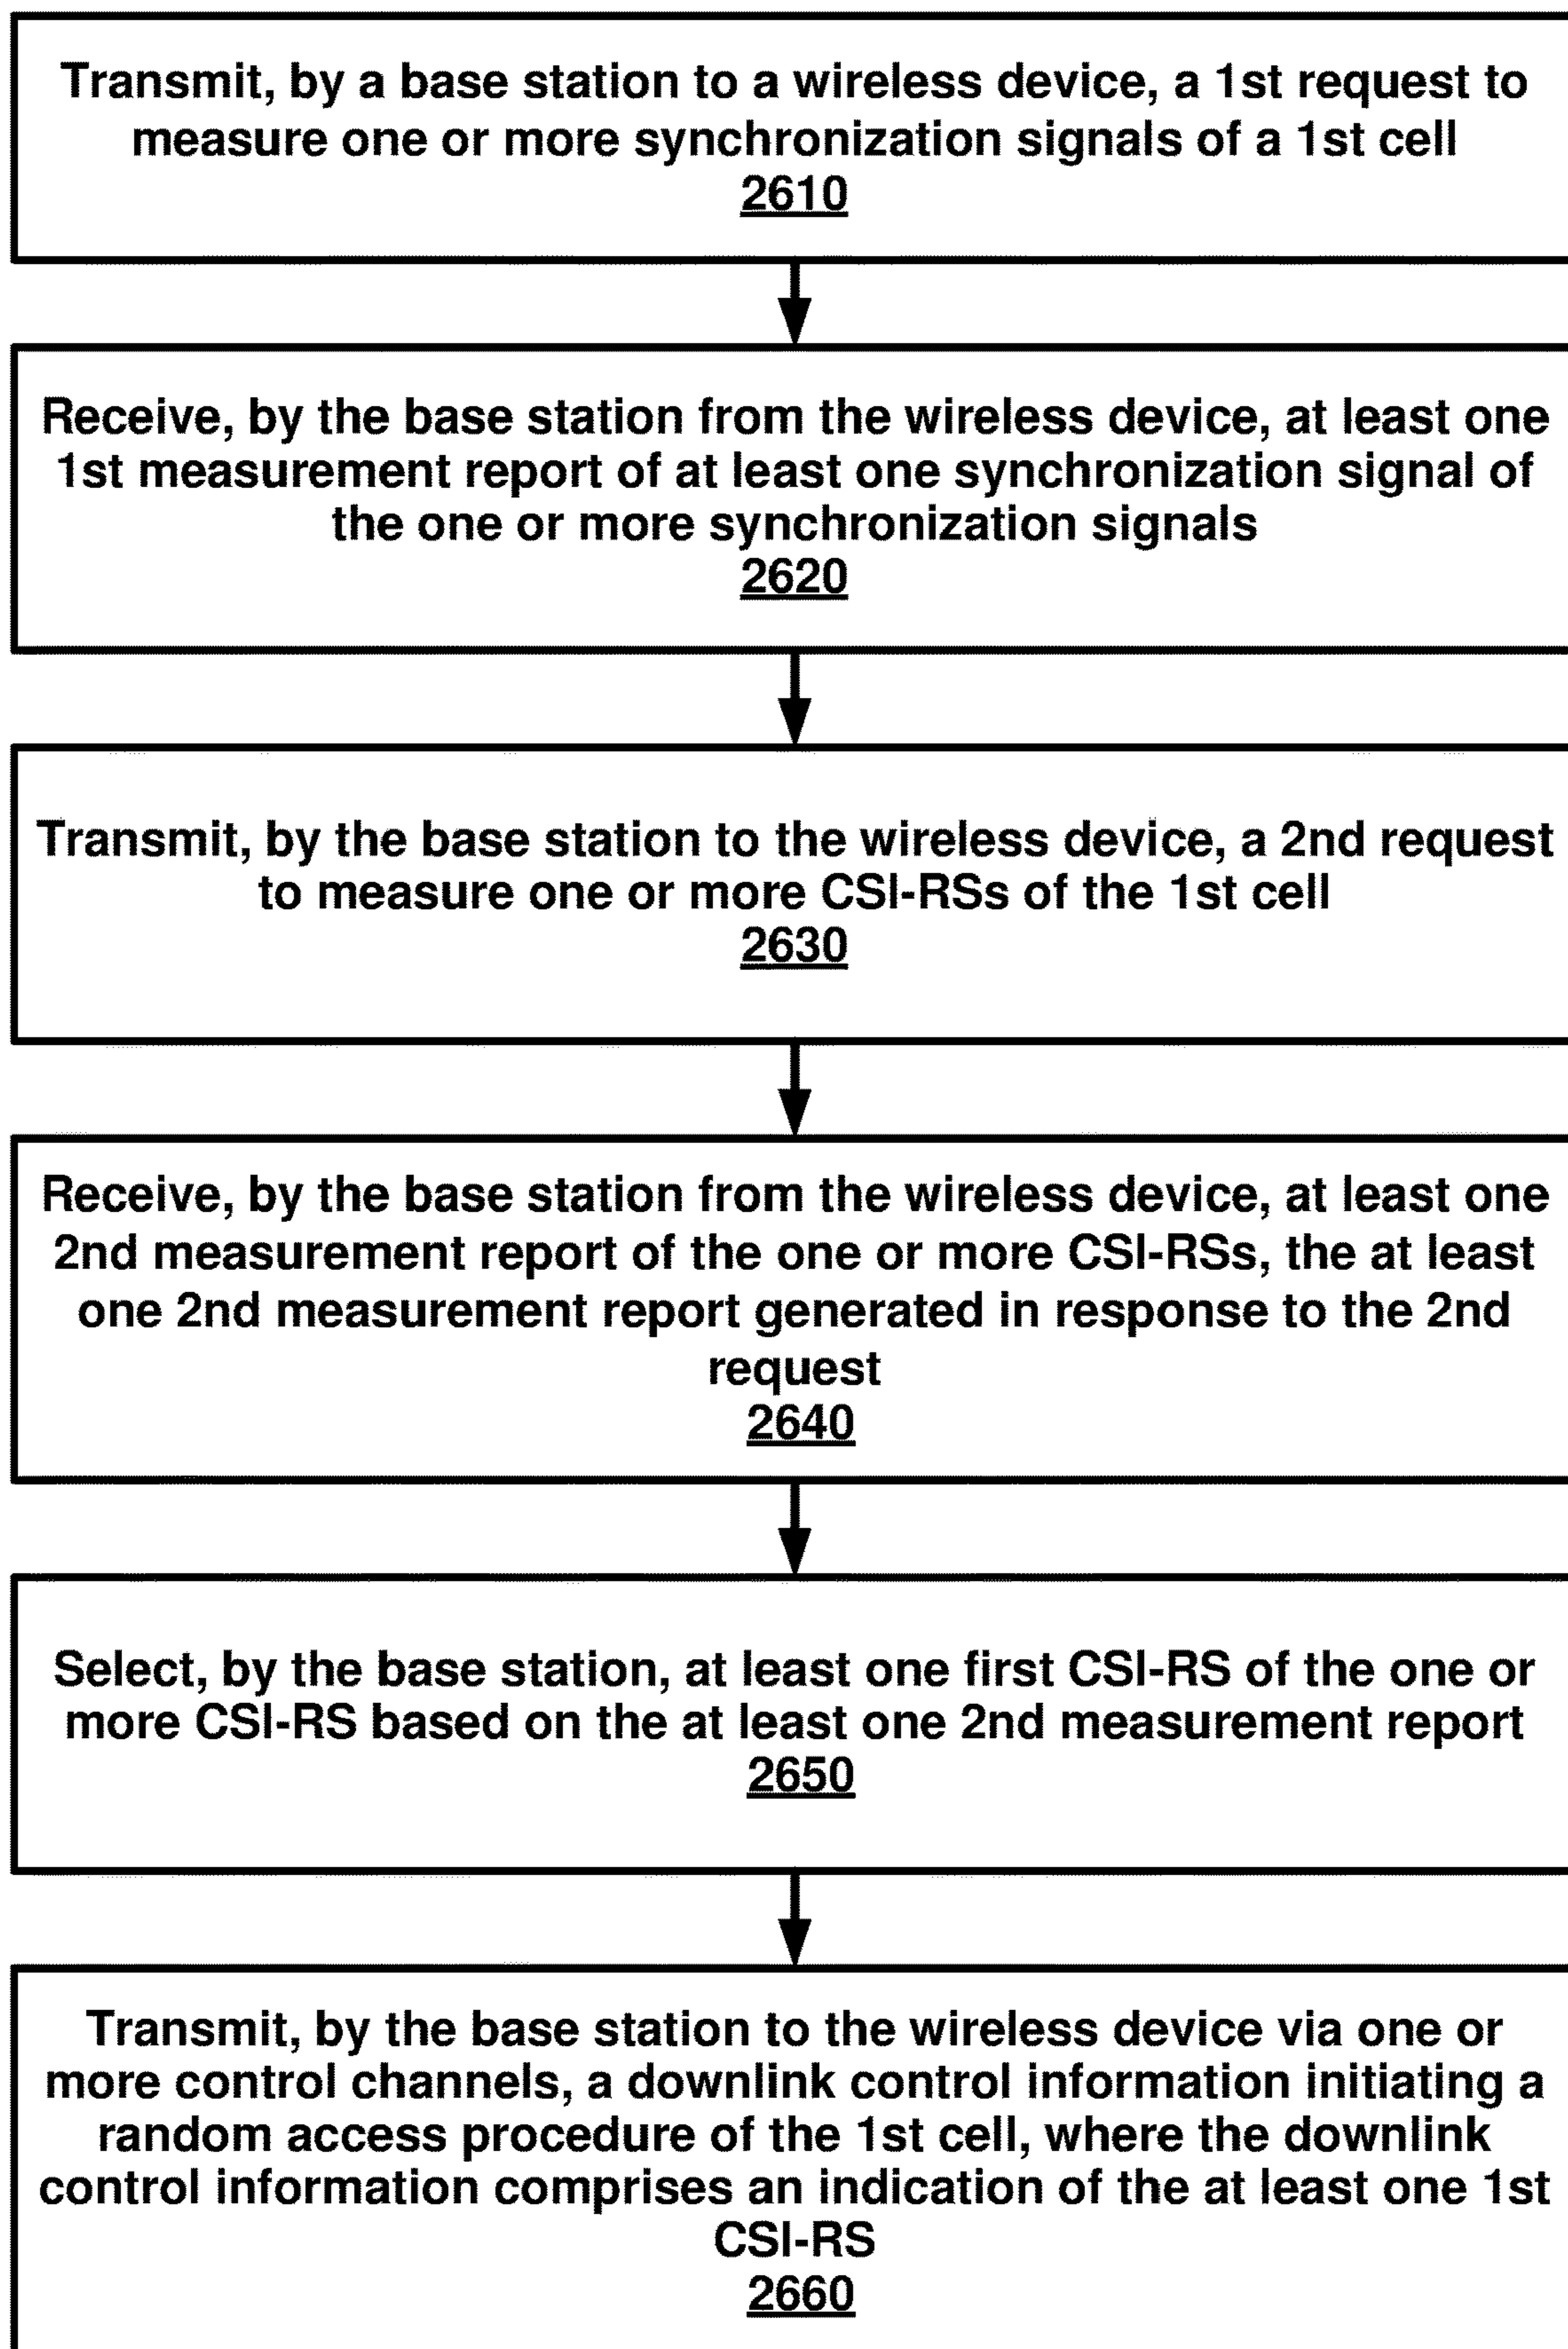 Transmit, by a base station to a wireless device, a 1st request to
measure one or more synchronization signals of a 1st cell
2610
Receive, by the base station from the wireless device, at least one
1st measurement report of at least one synchronization signal of
the one or more synchronization signals
2620
Transmit, by the base station to the wireless device, a 2nd request
to measure one or more CSI-RSs of the 1st cell
2630
Receive, by the base station from the wireless device, at least one
2nd measurement report of the one or more CSI-RSs, the at least
one 2nd measurement report generated in response to the 2nd
request
2640
Select, by the base station, at least one first CSI-RS of the one or
more CSI-RS based on the at least one 2nd measurement report
2650
Transmit, by the base station to the wireless device via one or
more control channels, a downlink control information initiating a
random access procedure of the 1st cell, where the downlink
control information comprises an indication of the at least one 1st
CSI-RS
2660